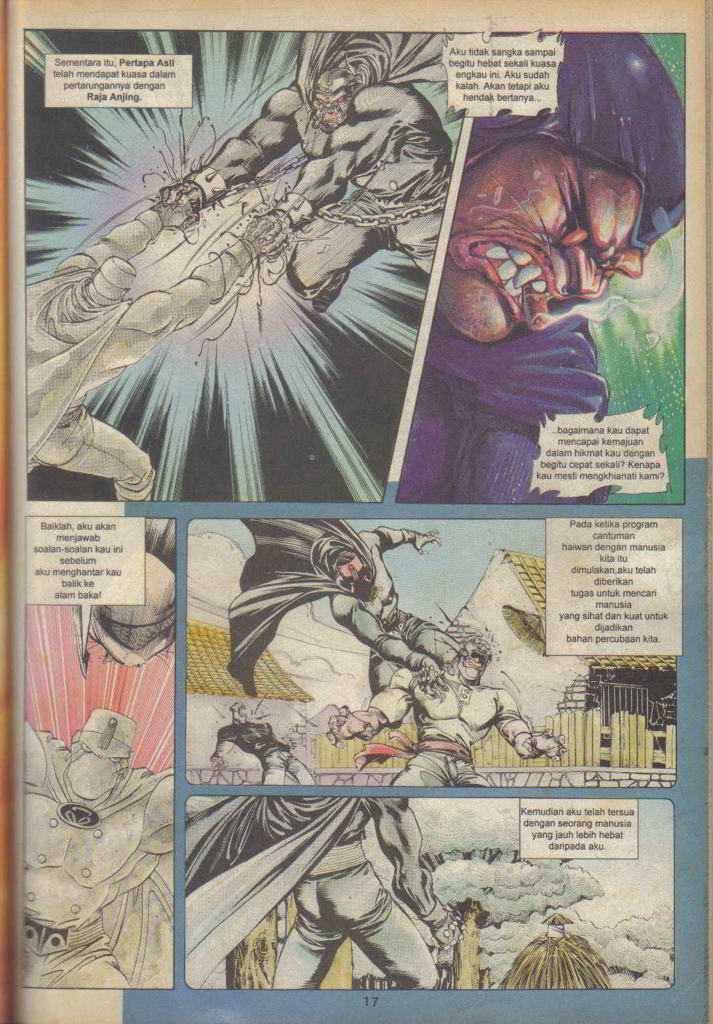 Sementara itu, Pertapa Asli
telah mendapat kuasa dalam
pertarungannya dengan
Raja Anjing.
Aku tidak sangka sampai
begitu hebat sekali kuasa
engkau ini. Aku sudah
kalah. Akan tetapi aku
hendak bertanya...
..bagaimana kau dapat
mencapai kemajuan
dalam hikmat kau dengan
begitu cepat sekali? Kenapa
kau mesti mengkhianati kami?
Baiklah, aku akan
menjawab
soalan-soalan kau ini
sebelum
aku menghantar kau
balik ke
alam baka!
Pada ketika program
cantuman
haiwan dengan manusia
kita itu
dimulakan,aku telah
diberikan
tugas untuk mencari
manusia
yang sihat dan kuat untuk
dijadikan
bahan percubaan kita.
Kemudian aku telah tersua
dengan seorang manusia
yang jauh lebih hebat
daripada aku.
17